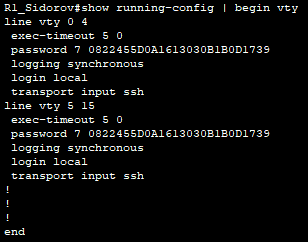 R1_Sidorov#show running-config | begin vty
line vty 0 4
 exec-timeout 5 0
 password 7 0822455D0A1613030B1B0D1739
 logging synchronous
 login local
 transport input ssh
line vty 5 15
 exec-timeout 5 0
 password 7 0822455D0A1613030B1B0D1739
 logging synchronous
 login local
 transport input ssh
!
!
!
end